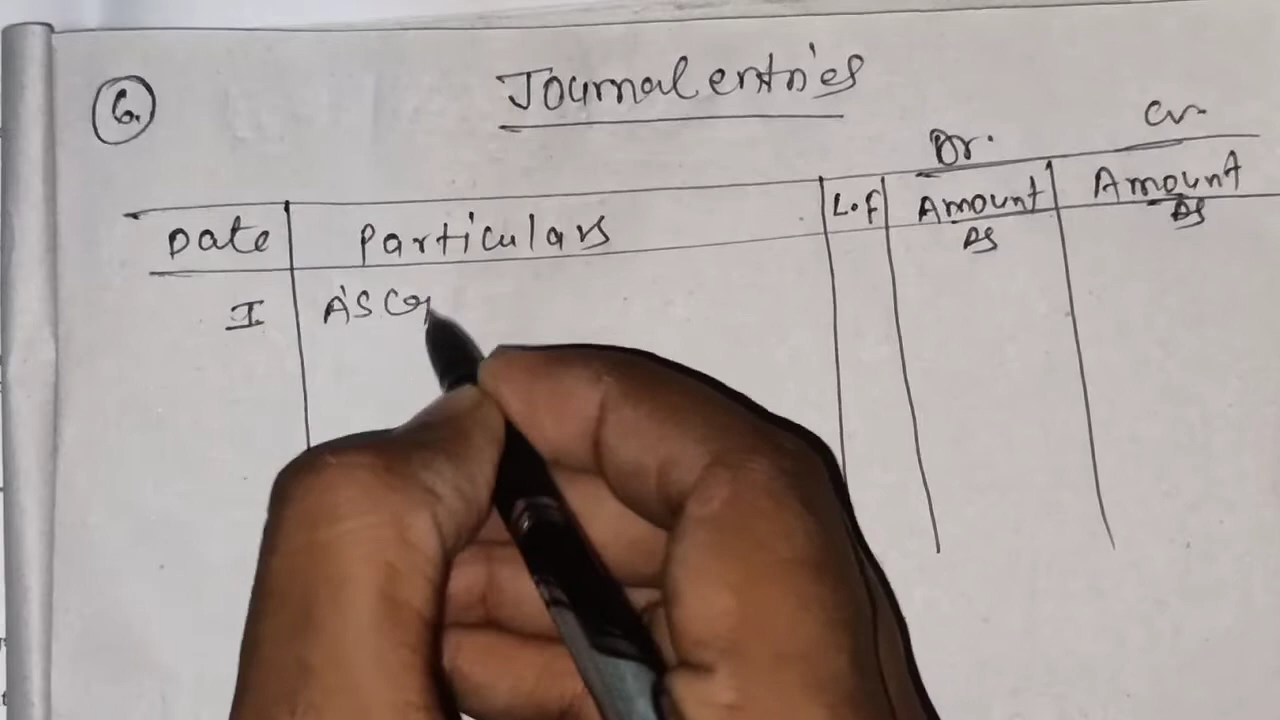 6.
Journal entries
Dr. Cr.
Date Particulars L.F Amount Amount
Rs Rs
I A's Ca